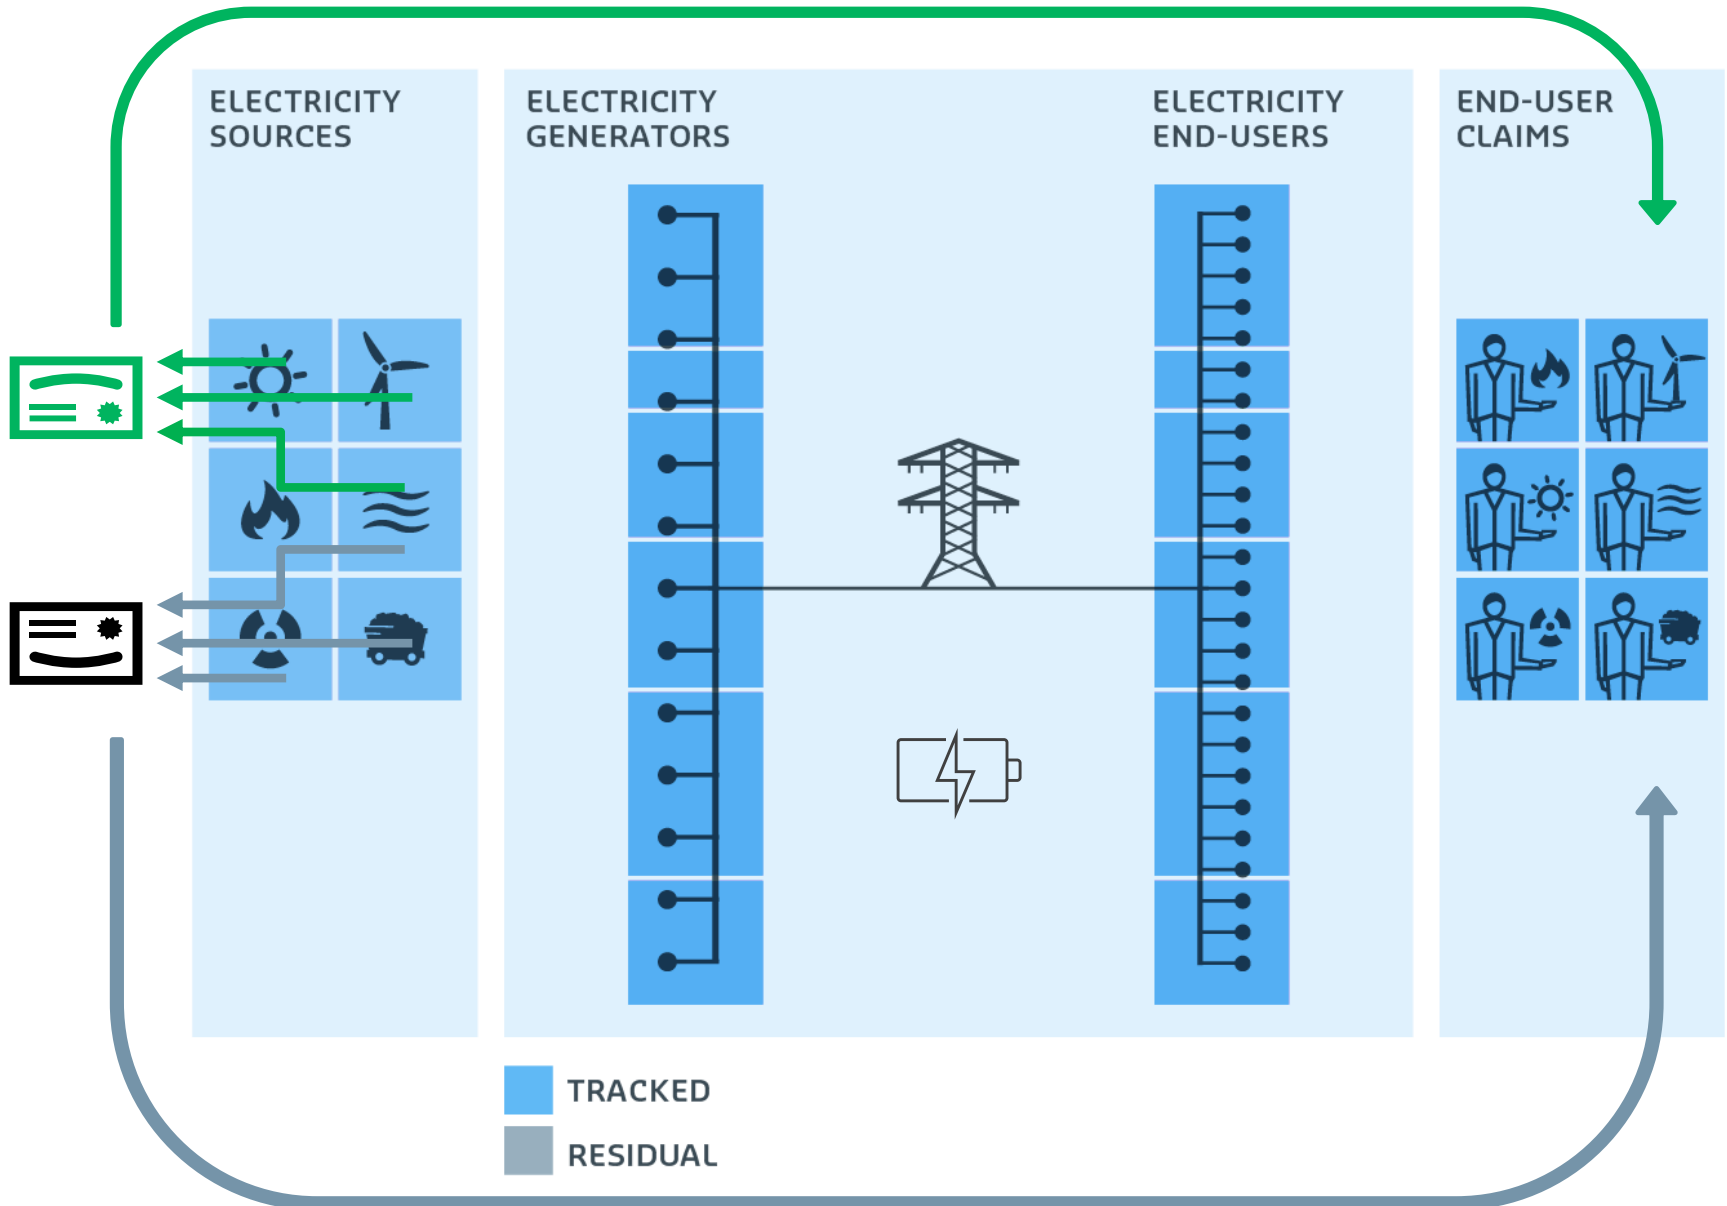 ELECTRICITY
SOURCES
ELECTRICITY
GENERATORS
ELECTRICITY
END-USERS
END-USER
CLAIMS
TRACKED
RESIDUAL